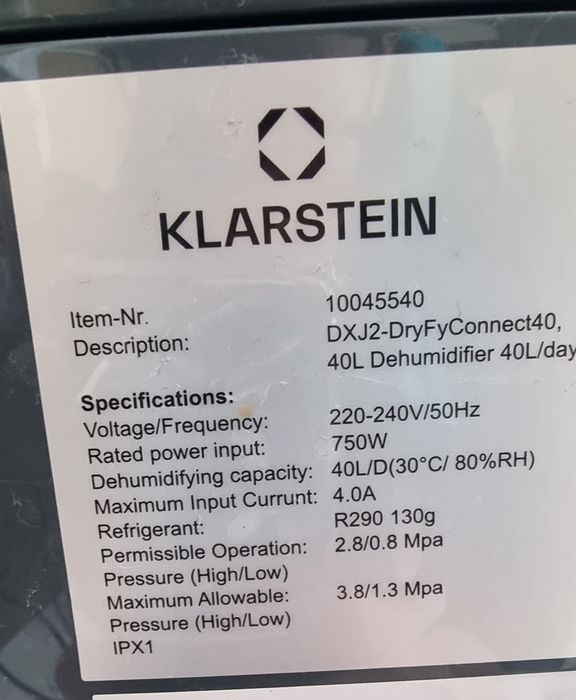 KLARSTEIN
Item-Nr. 10045540
Description: DXJ2-DryFyConnect40,
40L Dehumidifier 40L/day
Specifications:
Voltage/Frequency: 220-240V/50Hz
Rated power input: 750W
Dehumidifying capacity: 40L/D(30°C/ 80%RH)
Maximum Input Currunt: 4.0A
Refrigerant: R290 130g
Permissible Operation: 2.8/0.8 Mpa
Pressure (High/Low)
Maximum Allowable: 3.8/1.3 Mpa
Pressure (High/Low)
IPX1